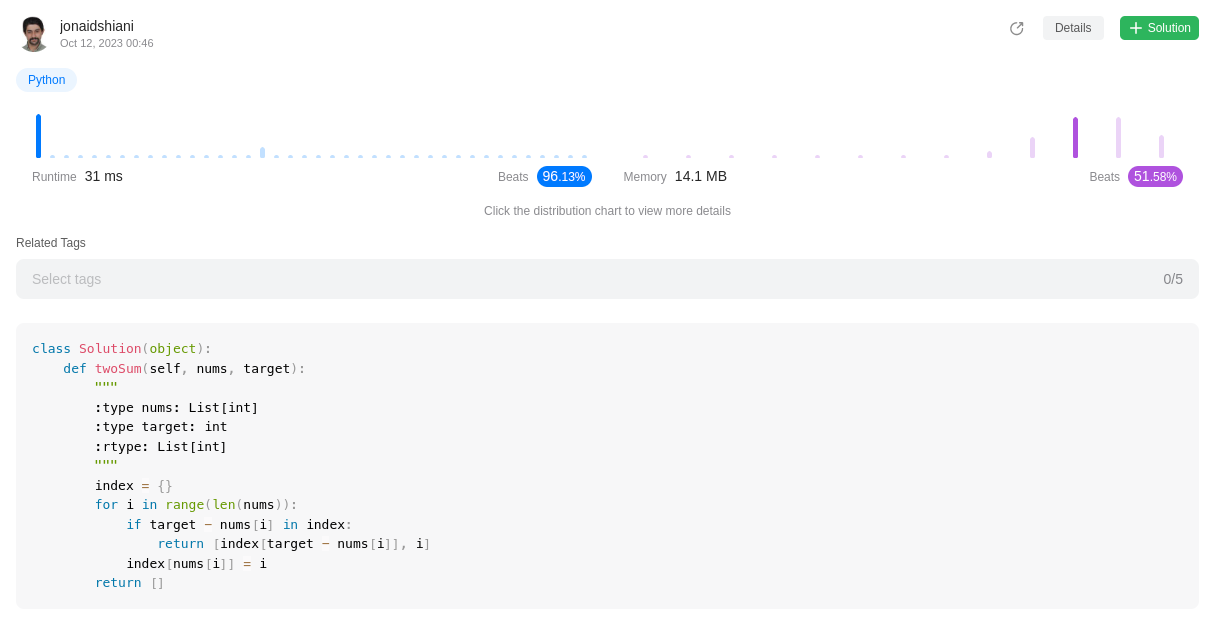 jonaidshiani
Oct 12, 2023 00:46
Details
Solution
Python
Runtime 31 ms Beats 96.13% Memory 14.1 MB Beats 51.58%
Click the distribution chart to view more details
Related Tags
Select tags 0/5
class Solution(object):
    def twoSum(self, nums, target):
        """
        :type nums: List[int]
        :type target: int
        :rtype: List[int]
        """
        index = {}
        for i in range(len(nums)):
            if target - nums[i] in index:
                return [index[target - nums[i]], i]
            index[nums[i]] = i
        return []